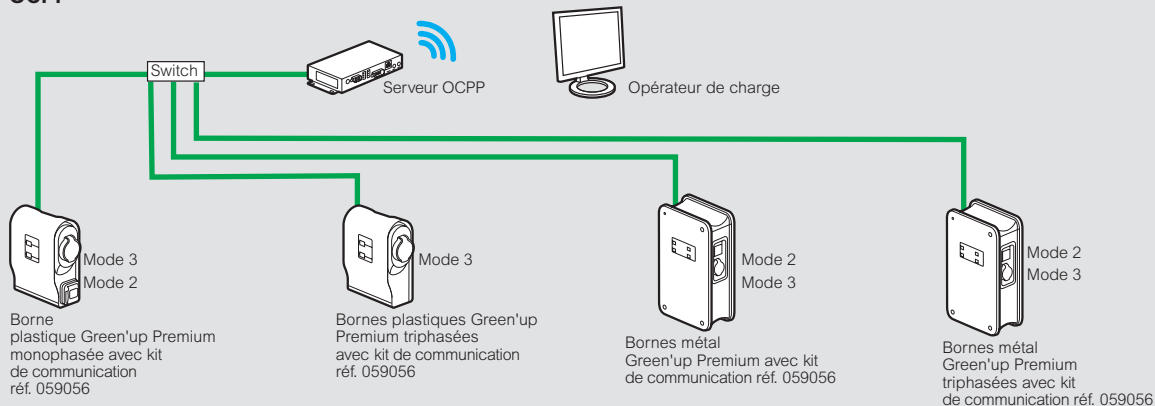 OCPP
Switch
Serveur OCPP
Opérateur de charge
Mode 3
Mode 2
Borne
plastique Green'up Premium
monophasée avec kit
de communication
réf. 059056
Mode 3
Bornes plastiques Green'up
Premium triphasées
avec kit de communication
réf. 059056
Mode 2
Mode 3
Bornes métal
Green'up Premium avec kit
de communication réf. 059056
Mode 2
Mode 3
Bornes métal
Green'up Premium
triphasées avec kit
de communication réf. 059056